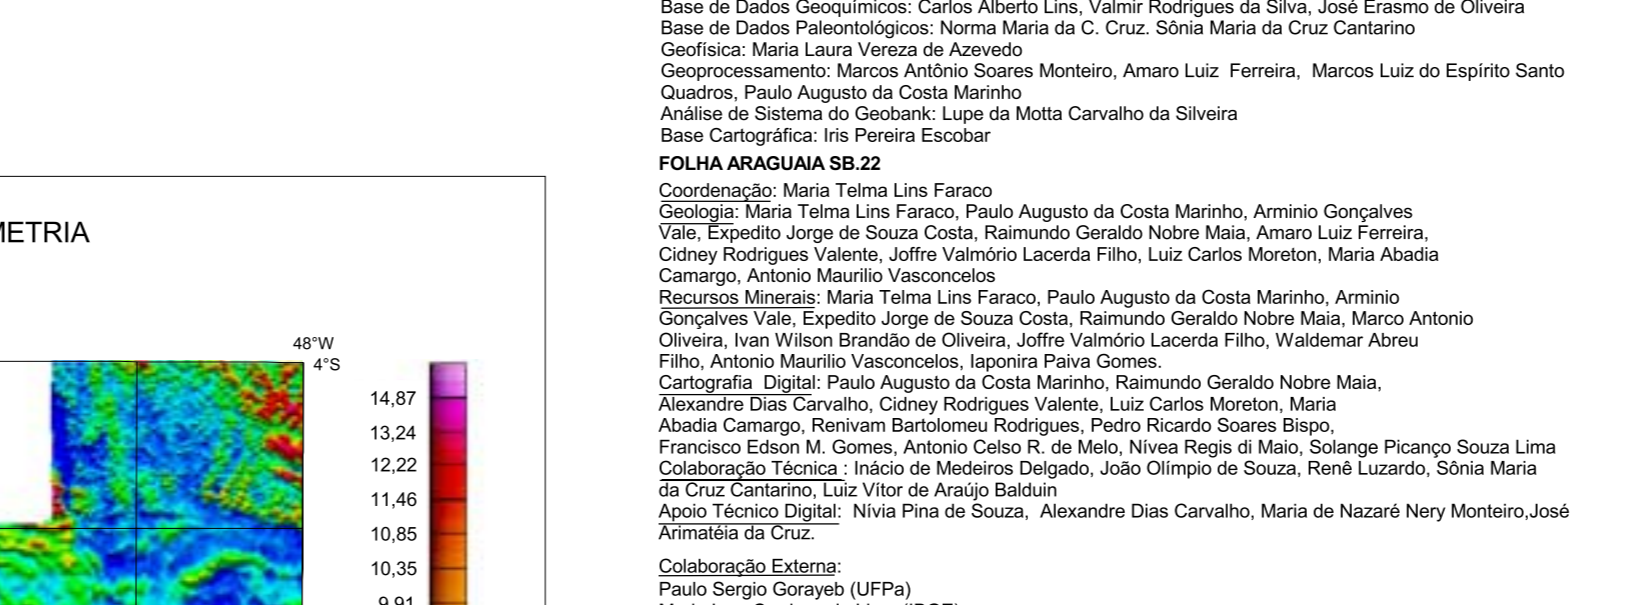 Base de Dados Geoquímicos: Carlos Alberto Lins, Valmir Rodrigues da Silva, José Erasmo de Oliveira
Base de Dados Paleontológicos: Norma Maria da C. Cruz. Sônia Maria da Cruz Cantarino
Geofísica: Maria Laura Vereza de Azevedo
Geoprocessamento: Marcos Antônio Soares Monteiro, Amaro Luiz Ferreira, Marcos Luiz do Espírito Santo
Quadros, Paulo Augusto da Costa Marinho
Análise de Sistema do Geobank: Lupe da Motta Carvalho da Silveira
Base Cartográfica: Iris Pereira Escobar
FOLHA ARAGUAIA SB.22
Coordenação: Maria Telma Lins Faraco
Geologia: Maria Telma Lins Faraco, Paulo Augusto da Costa Marinho, Arminio Gonçalves
Vale, Expedito Jorge de Souza Costa, Raimundo Geraldo Nobre Maia, Amaro Luiz Ferreira,
Cidney Rodrigues Valente, Joffre Valmório Lacerda Filho, Luiz Carlos Moreton, Maria Abadia
Camargo, Antonio Maurilio Vasconcelos
Recursos Minerais: Maria Telma Lins Faraco, Paulo Augusto da Costa Marinho, Arminio
Gonçalves Vale, Expedito Jorge de Souza Costa, Raimundo Geraldo Nobre Maia, Marco Antonio
Oliveira, Ivan Wilson Brandão de Oliveira, Joffre Valmório Lacerda Filho, Waldemar Abreu
Filho, Antonio Maurilio Vasconcelos, Iaponira Paiva Gomes.
Cartografia Digital: Paulo Augusto da Costa Marinho, Raimundo Geraldo Nobre Maia,
Alexandre Dias Carvalho, Cidney Rodrigues Valente, Luiz Carlos Moreton, Maria
Abadia Camargo, Renivam Bartolomeu Rodrigues, Pedro Ricardo Soares Bispo,
Francisco Edson M. Gomes, Antonio Celso R. de Melo, Nívea Regis di Maio, Solange Picanço Souza Lima
Colaboração Técnica : Inácio de Medeiros Delgado, João Olímpio de Souza, Renê Luzardo, Sônia Maria
da Cruz Cantarino, Luiz Vítor de Araújo Balduin
Apoio Técnico Digital: Nívia Pina de Souza, Alexandre Dias Carvalho, Maria de Nazaré Nery Monteiro,José
Arimatéia da Cruz.
Colaboração Externa:
Paulo Sergio Gorayeb (UFPa)
METRIA
48°W
4°S
14,87
13,24
12,22
11,46
10,85
10,35
9,91